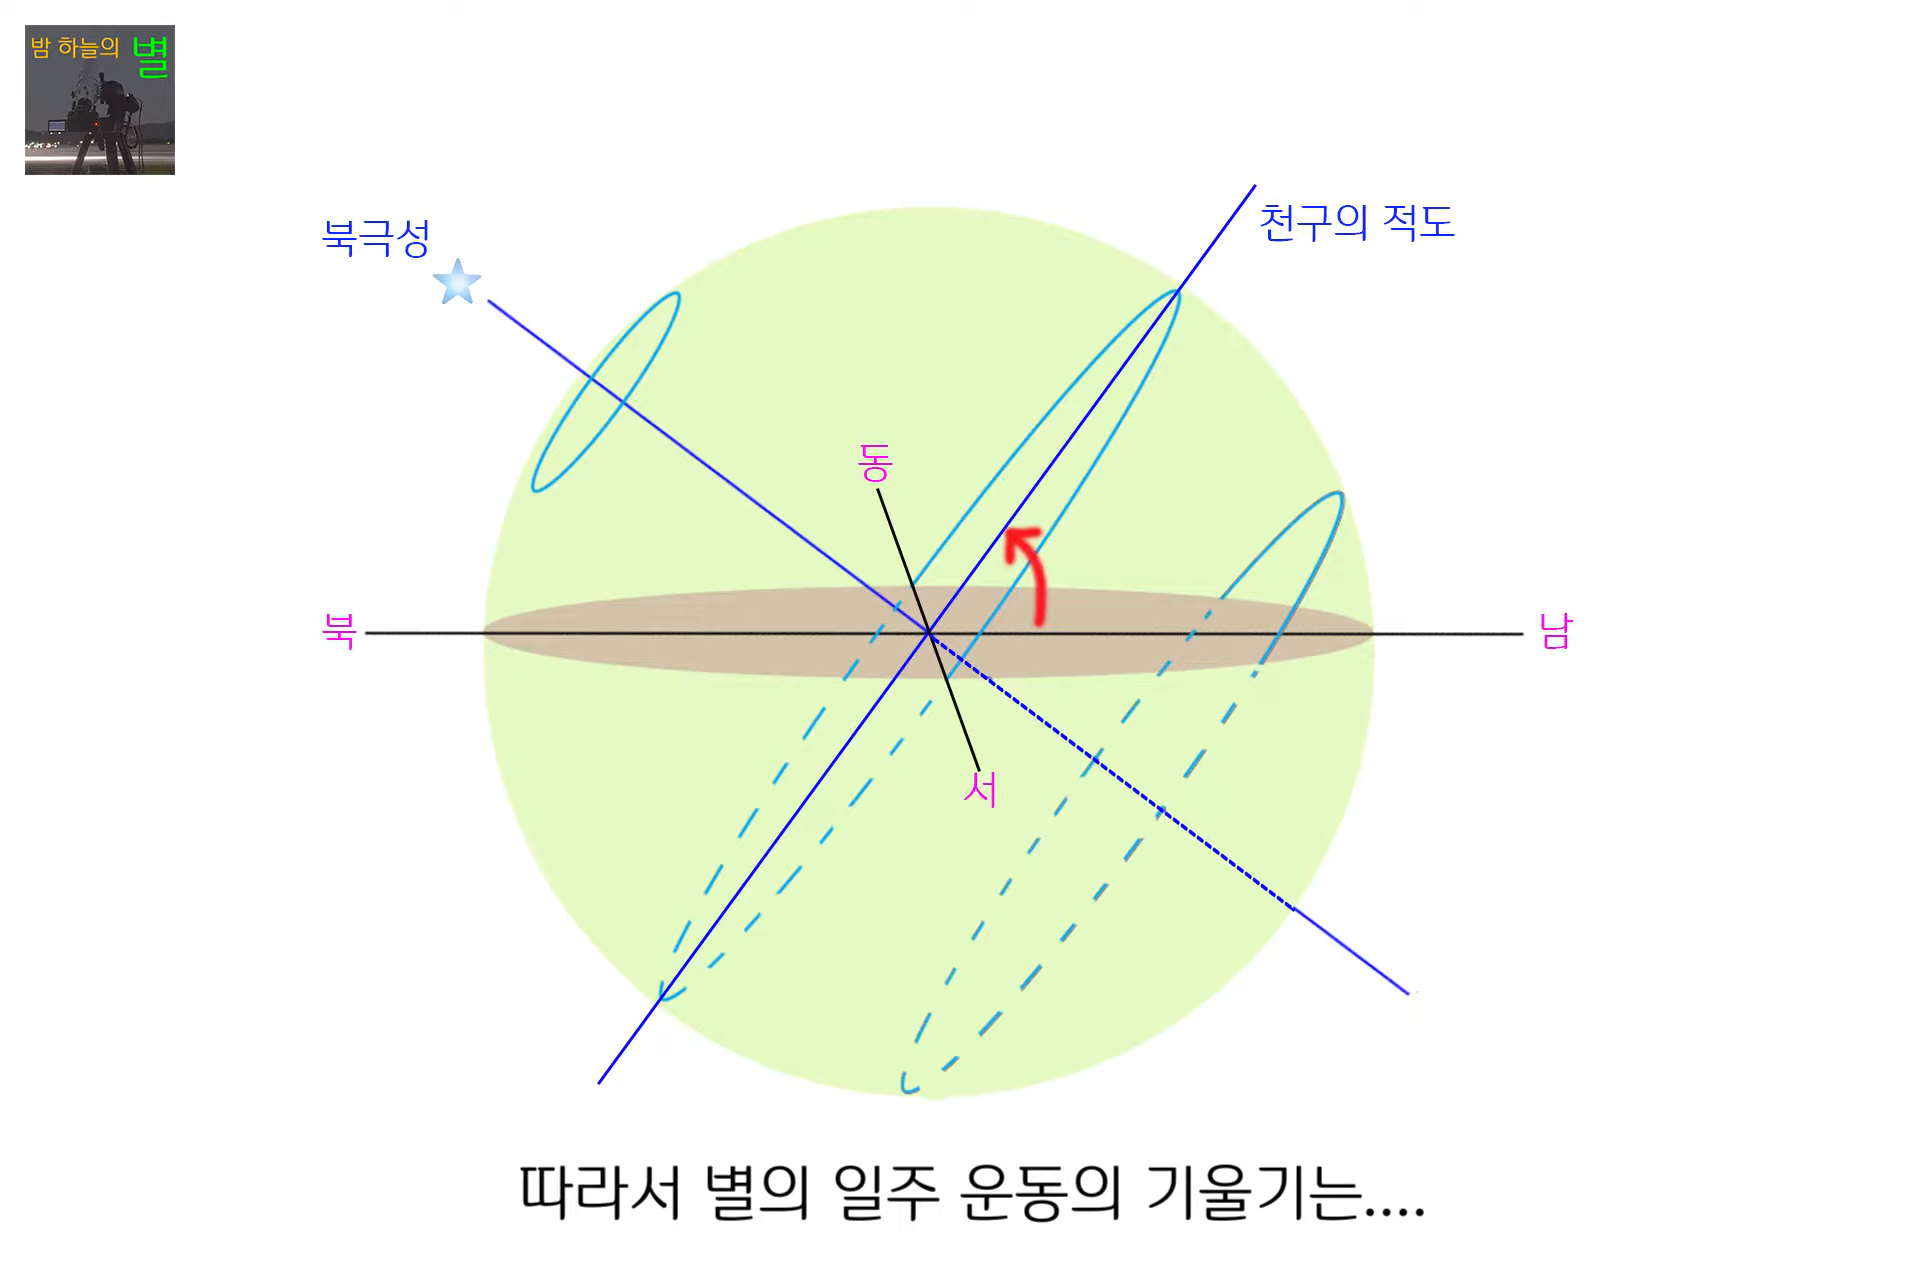 밤 하늘의 별
북극성
천구의 적도
동
북
남
서
따라서 별의 일주 운동의 기울기는....